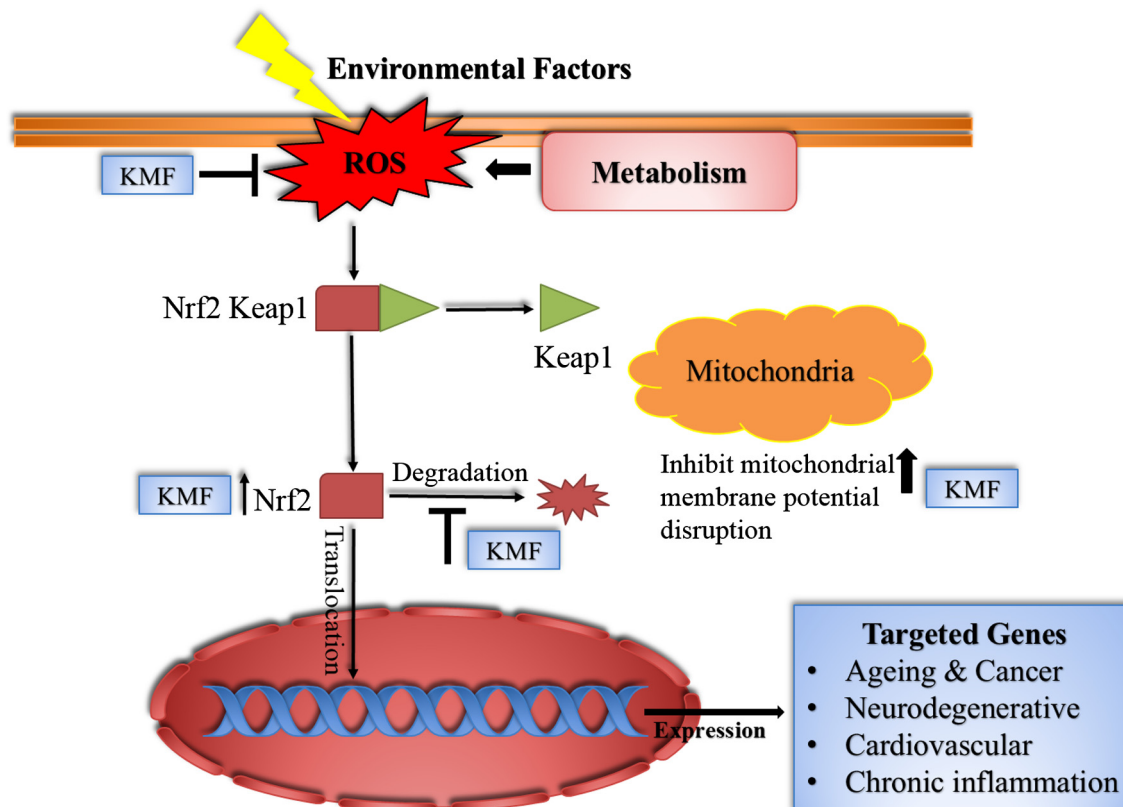 Environmental Factors
KMF
ROS
Metabolism
Nrf2 Keap1
Keap1
Mitochondria
Inhibit mitochondrial
membrane potential
disruption
KMF
KMF
Nrf2
Degradation
KMF
Translocation
Expression
Targeted Genes
• Ageing & Cancer
• Neurodegenerative
• Cardiovascular
• Chronic inflammation